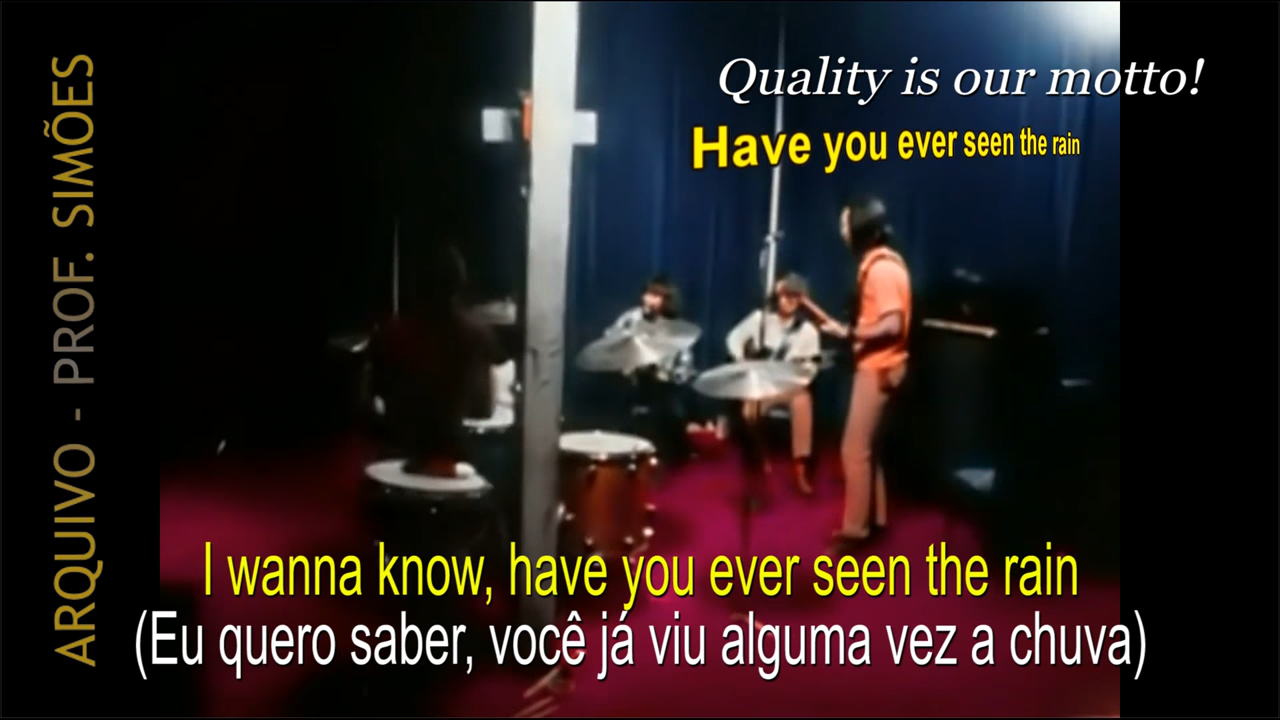 ARQUIVO - PROF. SIMÕES
Quality is our motto!
Have you ever seen the rain
I wanna know, have you ever seen the rain
(Eu quero saber, você já viu alguma vez a chuva)